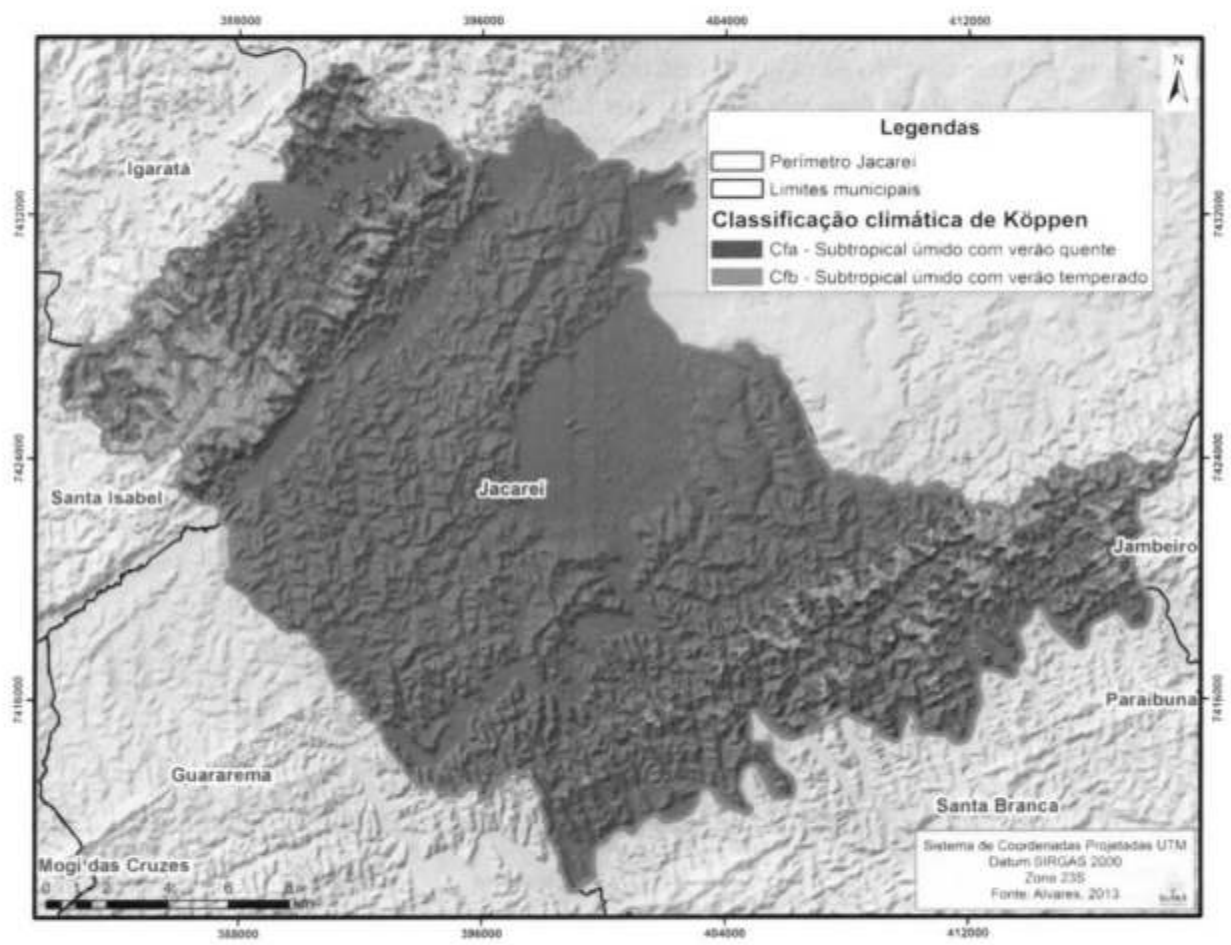 388000 396000 404000 412000
N
Legendas
Perímetro Jacareí
Limites municipais
Classificação climática de Köppen
Cfa - Subtropical úmido com verão quente
Cfb - Subtropical úmido com verão temperado
Igaratá
7432000 7432000
7424000 7424000
Jacareí
Santa Isabel
Jambeiro
7416000 7416000
Paraibuna
Guararema
Santa Branca
Mogi das Cruzes
0 1 2 4 6 8
Sistema de Coordenadas Projetadas UTM
Datum SIRGAS 2000
Zona 23S
Fonte: Alvares, 2013
388000 396000 404000 412000